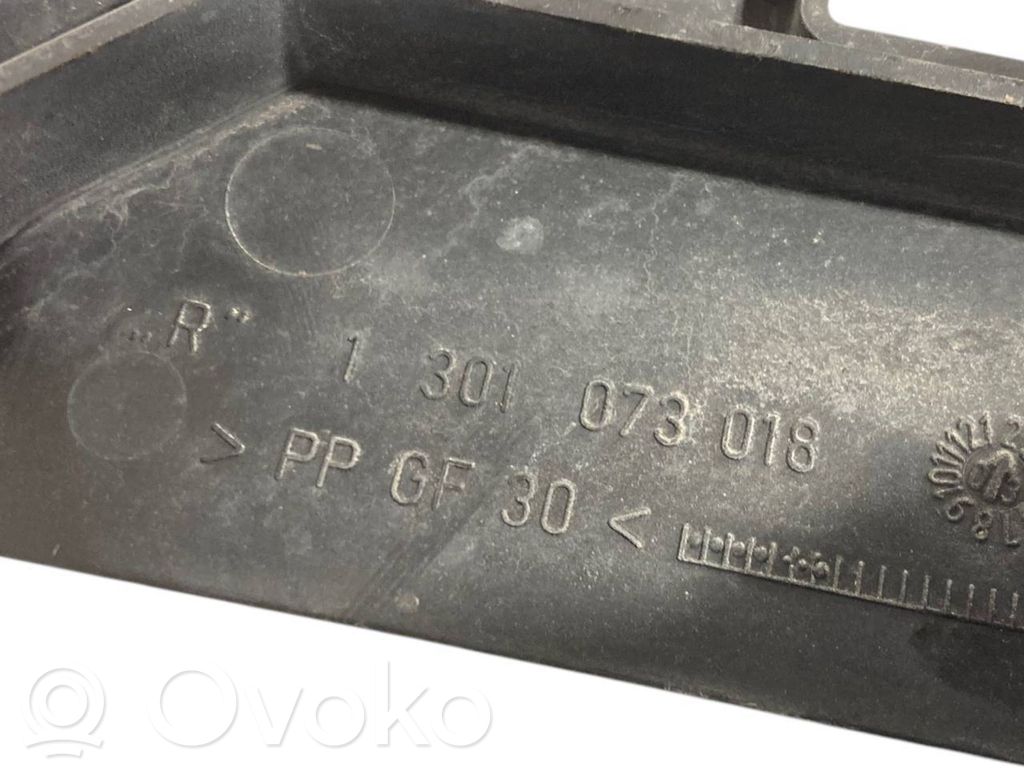 „R" 1 301 073 018
> PP GF 30 <
Ovoko